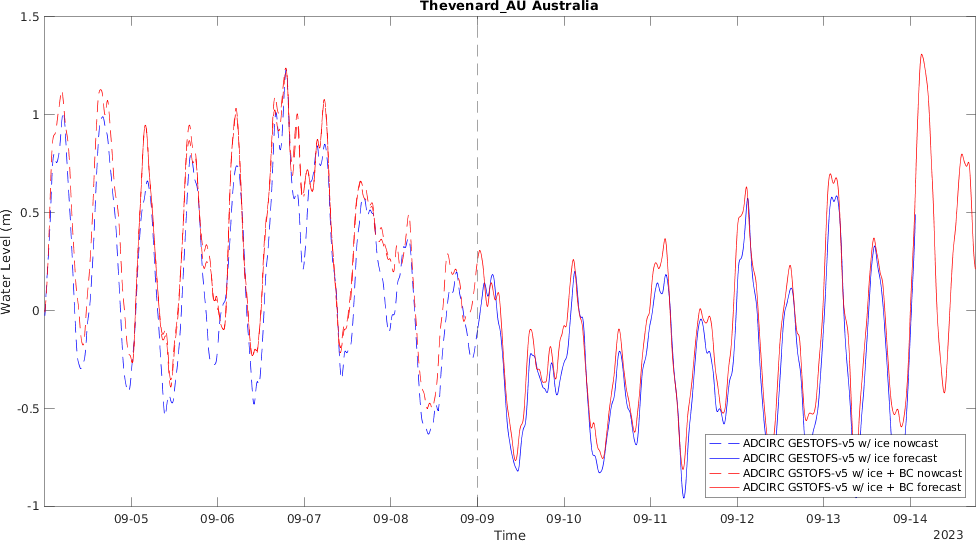 Thevenard_AU Australia
1.5
1
0.5
0
-0.5
-1
Water Level (m)
09-05 09-06 09-07 09-08 09-09 09-10 09-11 09-12 09-13 09-14
Time
2023
ADCIRC GESTOFS-v5 w/ ice nowcast
ADCIRC GESTOFS-v5 w/ ice forecast
ADCIRC GSTOFS-v5 w/ ice + BC nowcast
ADCIRC GSTOFS-v5 w/ ice + BC forecast